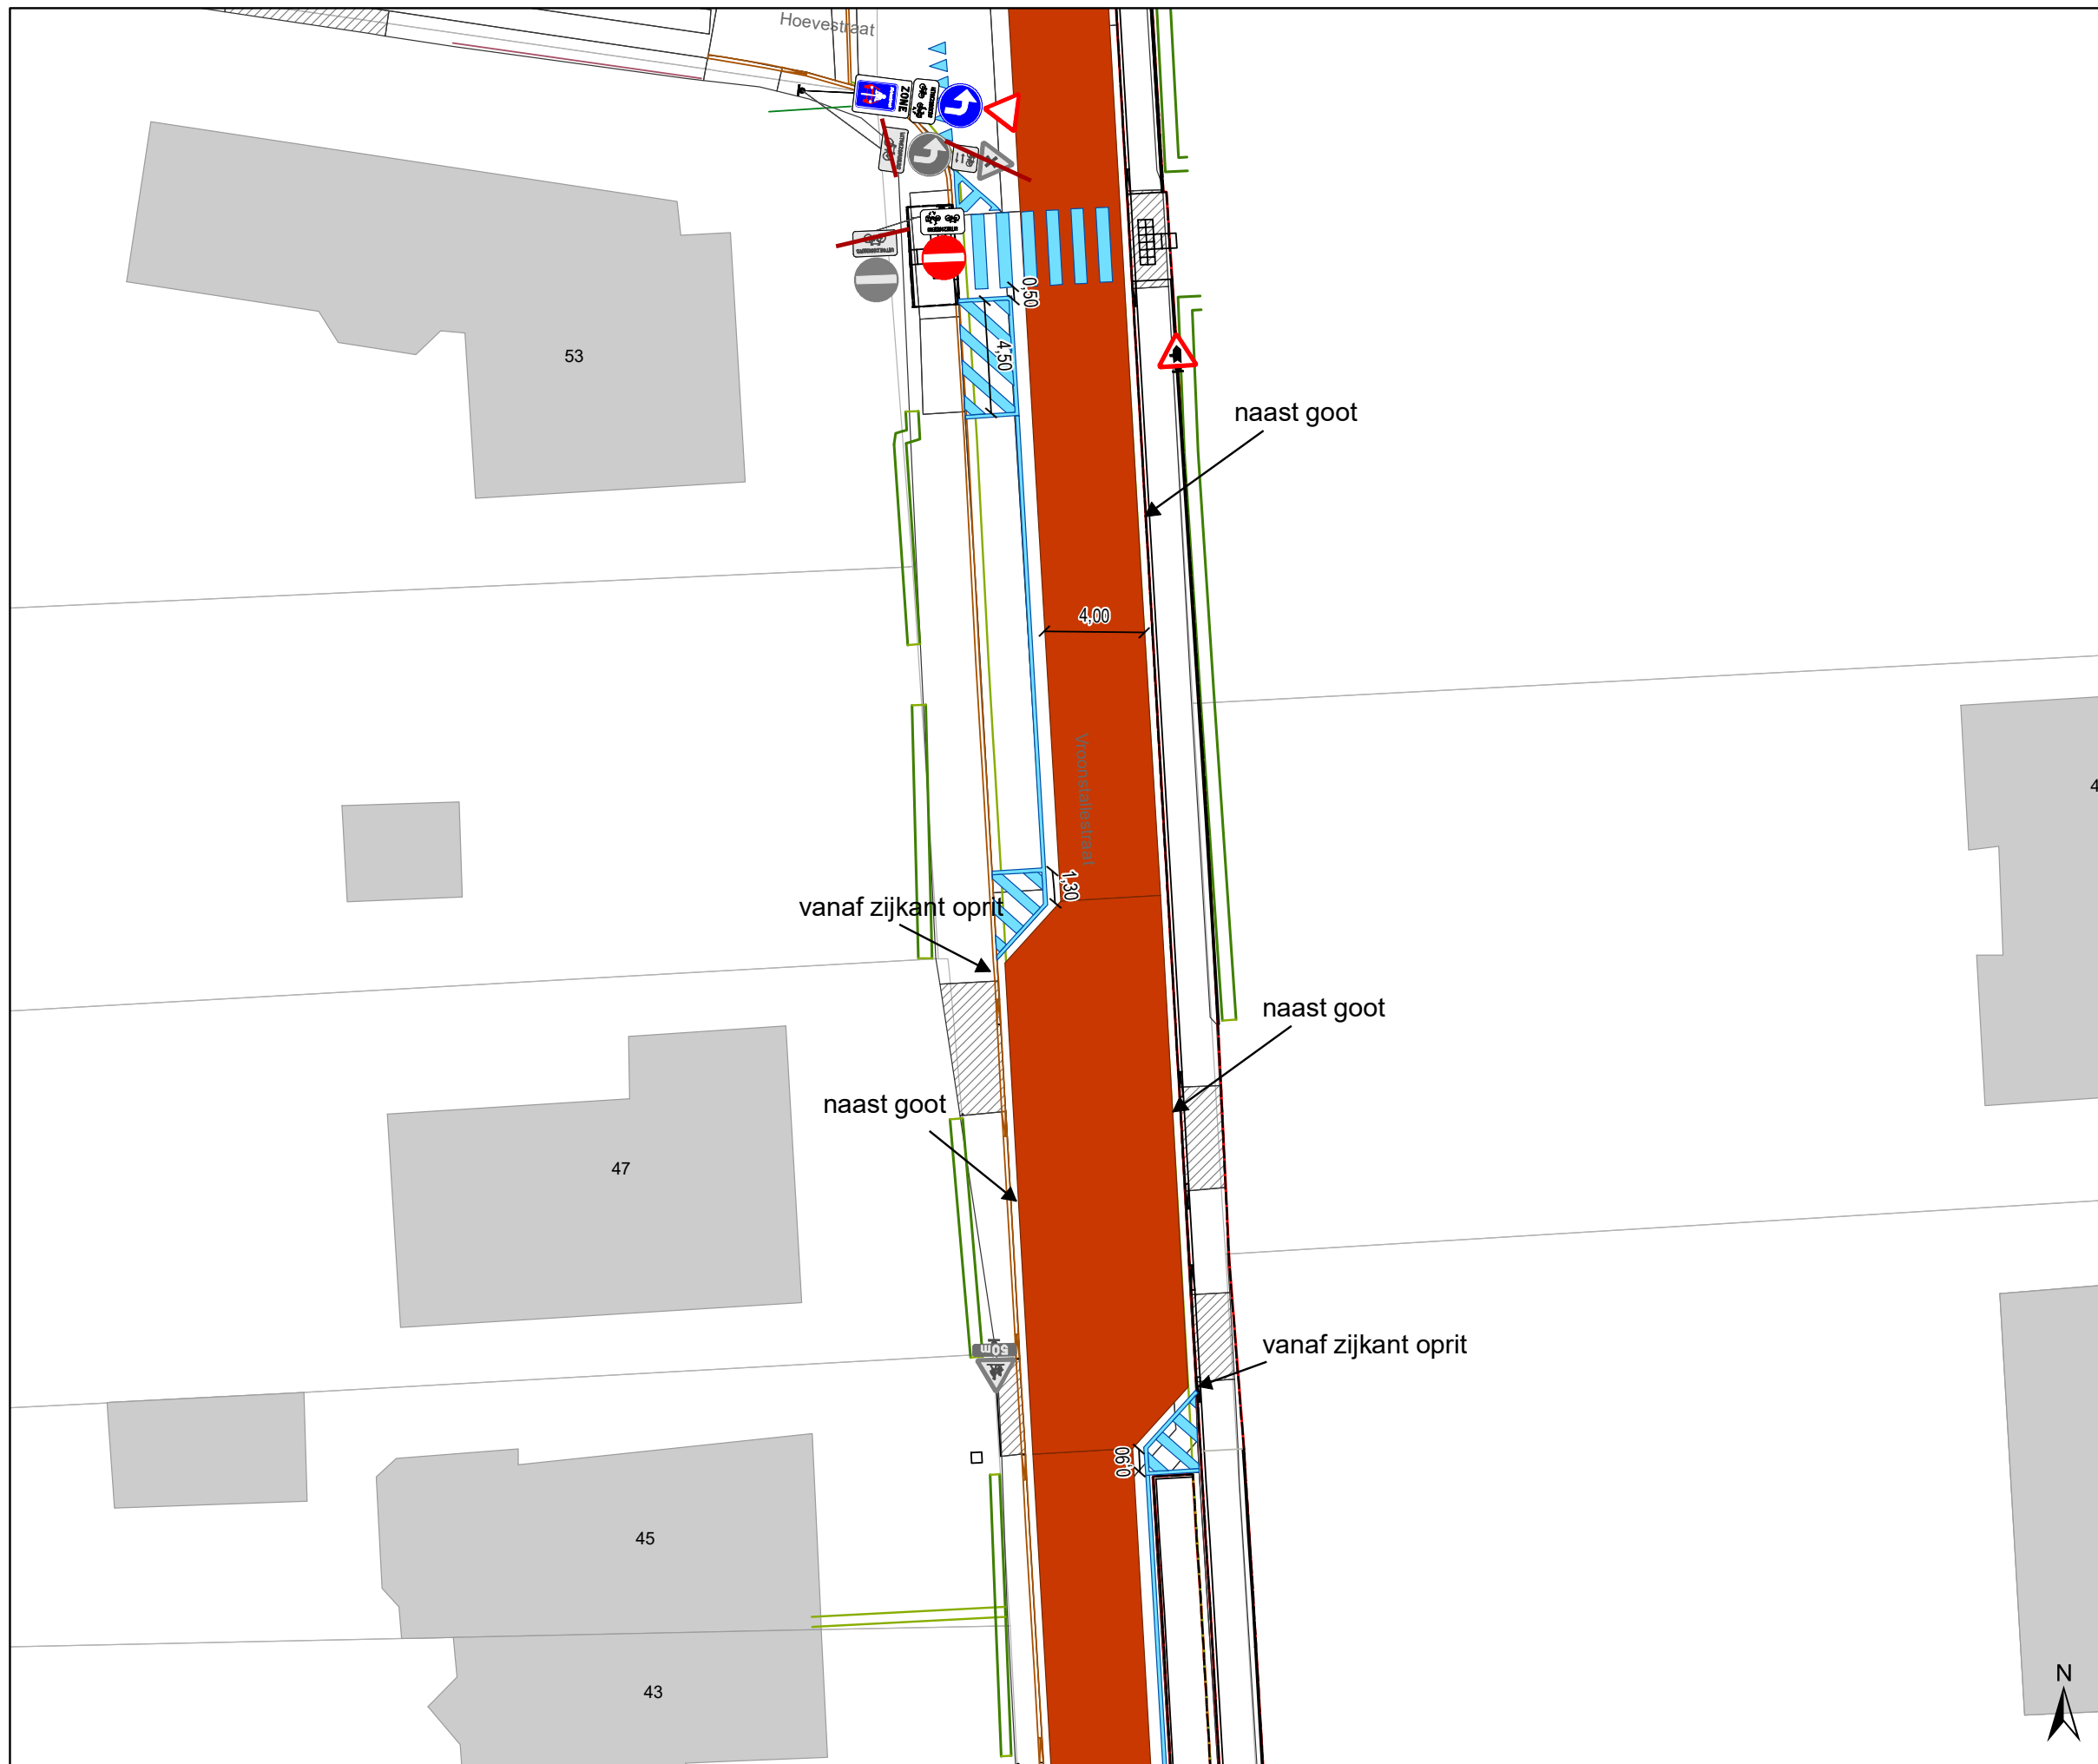 Hoevestraat
ZONE
0,50
53
4,50
naast goot
4,00
Vroonstallestraat
1,30
vanaf zijkant oprit
naast goot
naast goot
47
vanaf zijkant oprit
50m
0,90
45
43
4
N